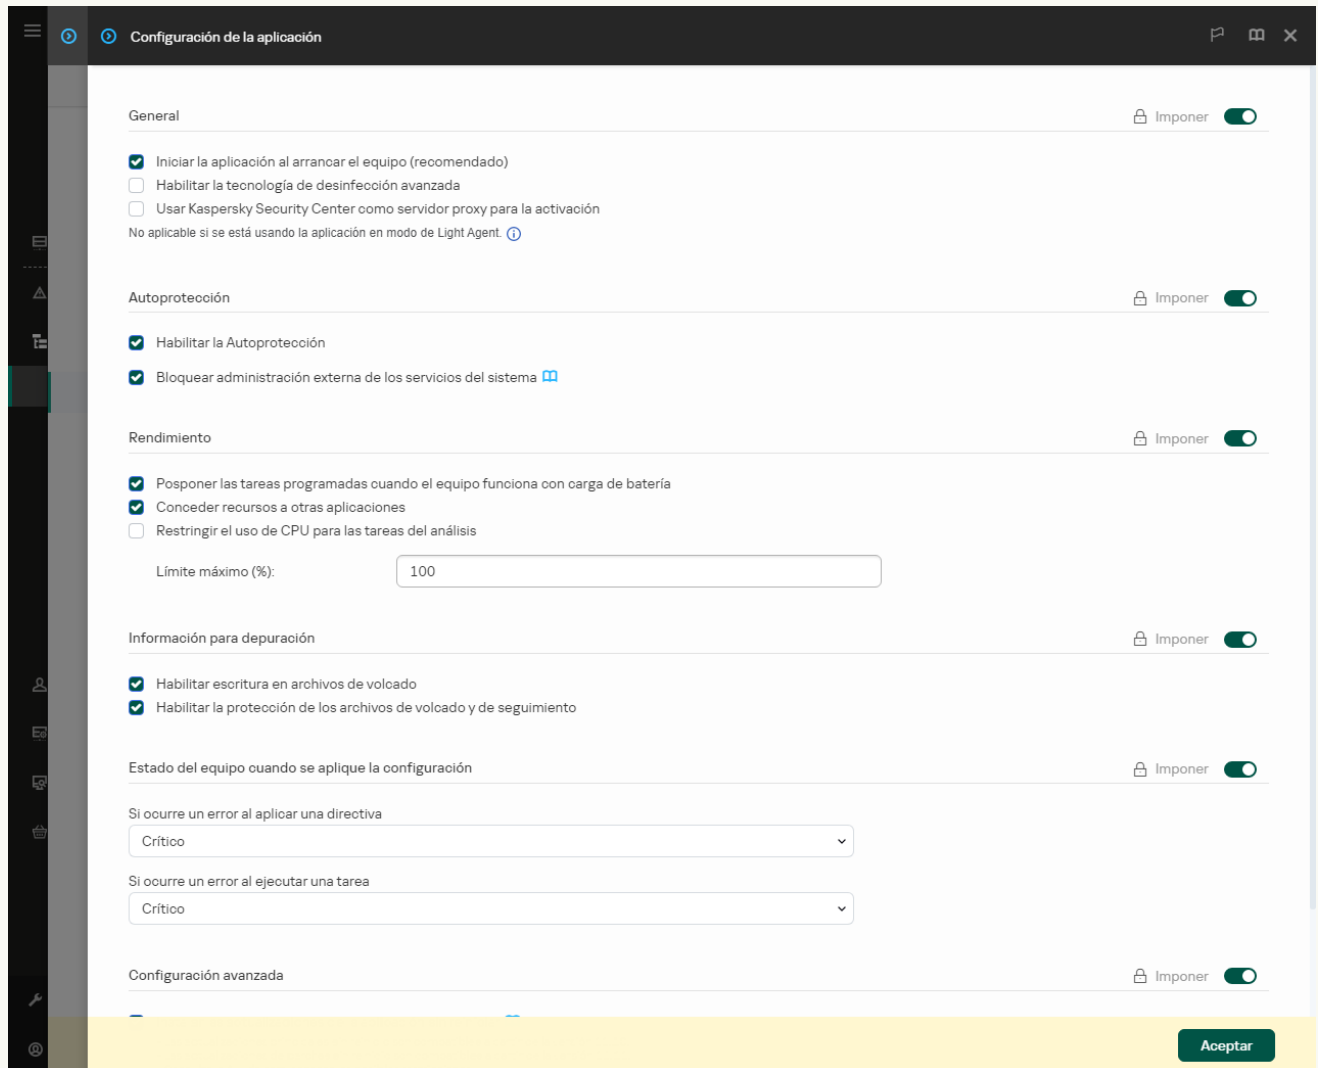 Configuración de la aplicación
General
Imponer
Iniciar la aplicación al arrancar el equipo (recomendado)
Habilitar la tecnología de desinfección avanzada
Usar Kaspersky Security Center como servidor proxy para la activación
No aplicable si se está usando la aplicación en modo de Light Agent.
Autoprotección
Imponer
Habilitar la Autoprotección
Bloquear administración externa de los servicios del sistema
Rendimiento
Imponer
Posponer las tareas programadas cuando el equipo funciona con carga de batería
Conceder recursos a otras aplicaciones
Restringir el uso de CPU para las tareas del análisis
Límite máximo (%):
100
Información para depuración
Imponer
Habilitar escritura en archivos de volcado
Habilitar la protección de los archivos de volcado y de seguimiento
Estado del equipo cuando se aplique la configuración
Imponer
Si ocurre un error al aplicar una directiva
Crítico
Si ocurre un error al ejecutar una tarea
Crítico
Configuración avanzada
Imponer
Aceptar